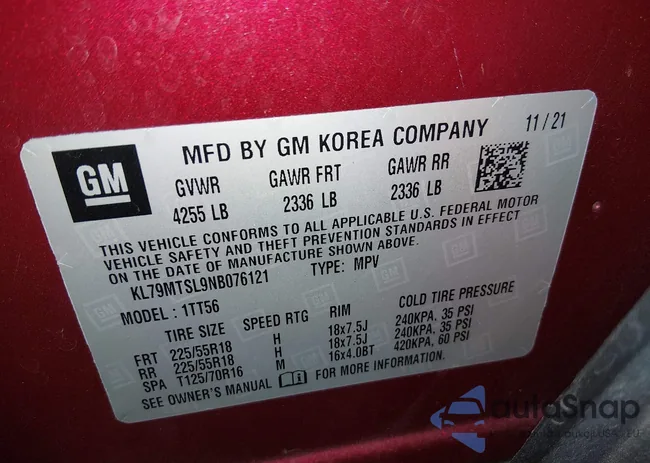 GM
MFD BY GM KOREA COMPANY 11 / 21
GVWR GAWR FRT GAWR RR
4255 LB 2336 LB 2336 LB
THIS VEHICLE CONFORMS TO ALL APPLICABLE U.S. FEDERAL MOTOR
VEHICLE SAFETY AND THEFT PREVENTION STANDARDS IN EFFECT
ON THE DATE OF MANUFACTURE SHOWN ABOVE.
KL79MTSL9NB076121 TYPE: MPV
MODEL : 1TT56
TIRE SIZE SPEED RTG RIM COLD TIRE PRESSURE
FRT 225/55R18 H 18x7.5J 240KPA, 35 PSI
RR 225/55R18 H 18x7.5J 240KPA, 35 PSI
SPA T125/70R16 M 16x4.0BT 420KPA, 60 PSI
SEE OWNER'S MANUAL FOR MORE INFORMATION.
autoSnap